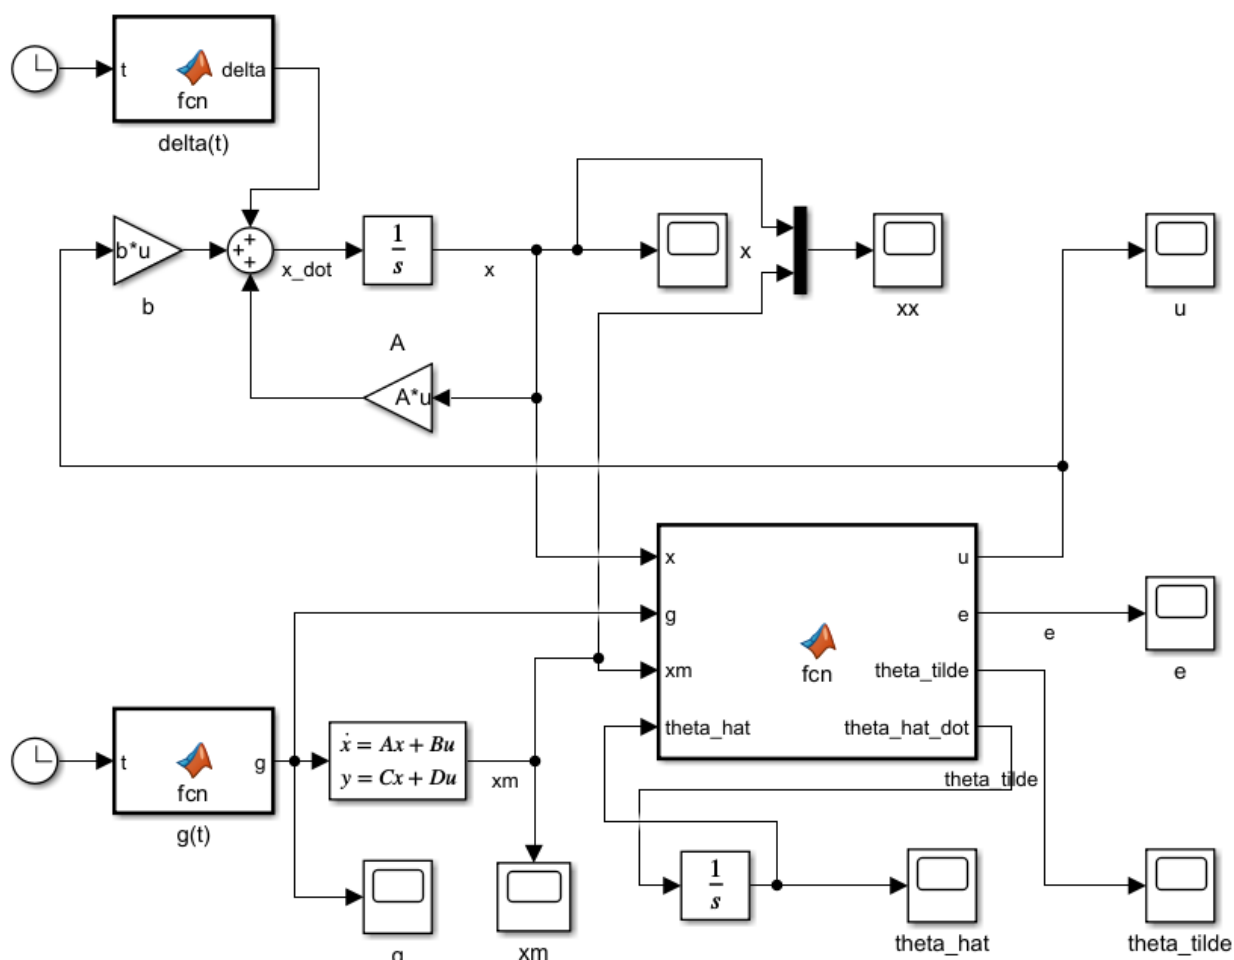 t
delta
fcn
delta(t)
b*u
b
+
+
+
x_dot
1
s
x
x
xx
u
A
A*u
x
u
g
e
e
e
xm
fcn
theta_tilde
theta_hat
theta_hat_dot
theta_tilde
t
g
fcn
g(t)
ẋ = Ax + Bu
y = Cx + Du
xm
1
s
xm
theta_hat
theta_tilde